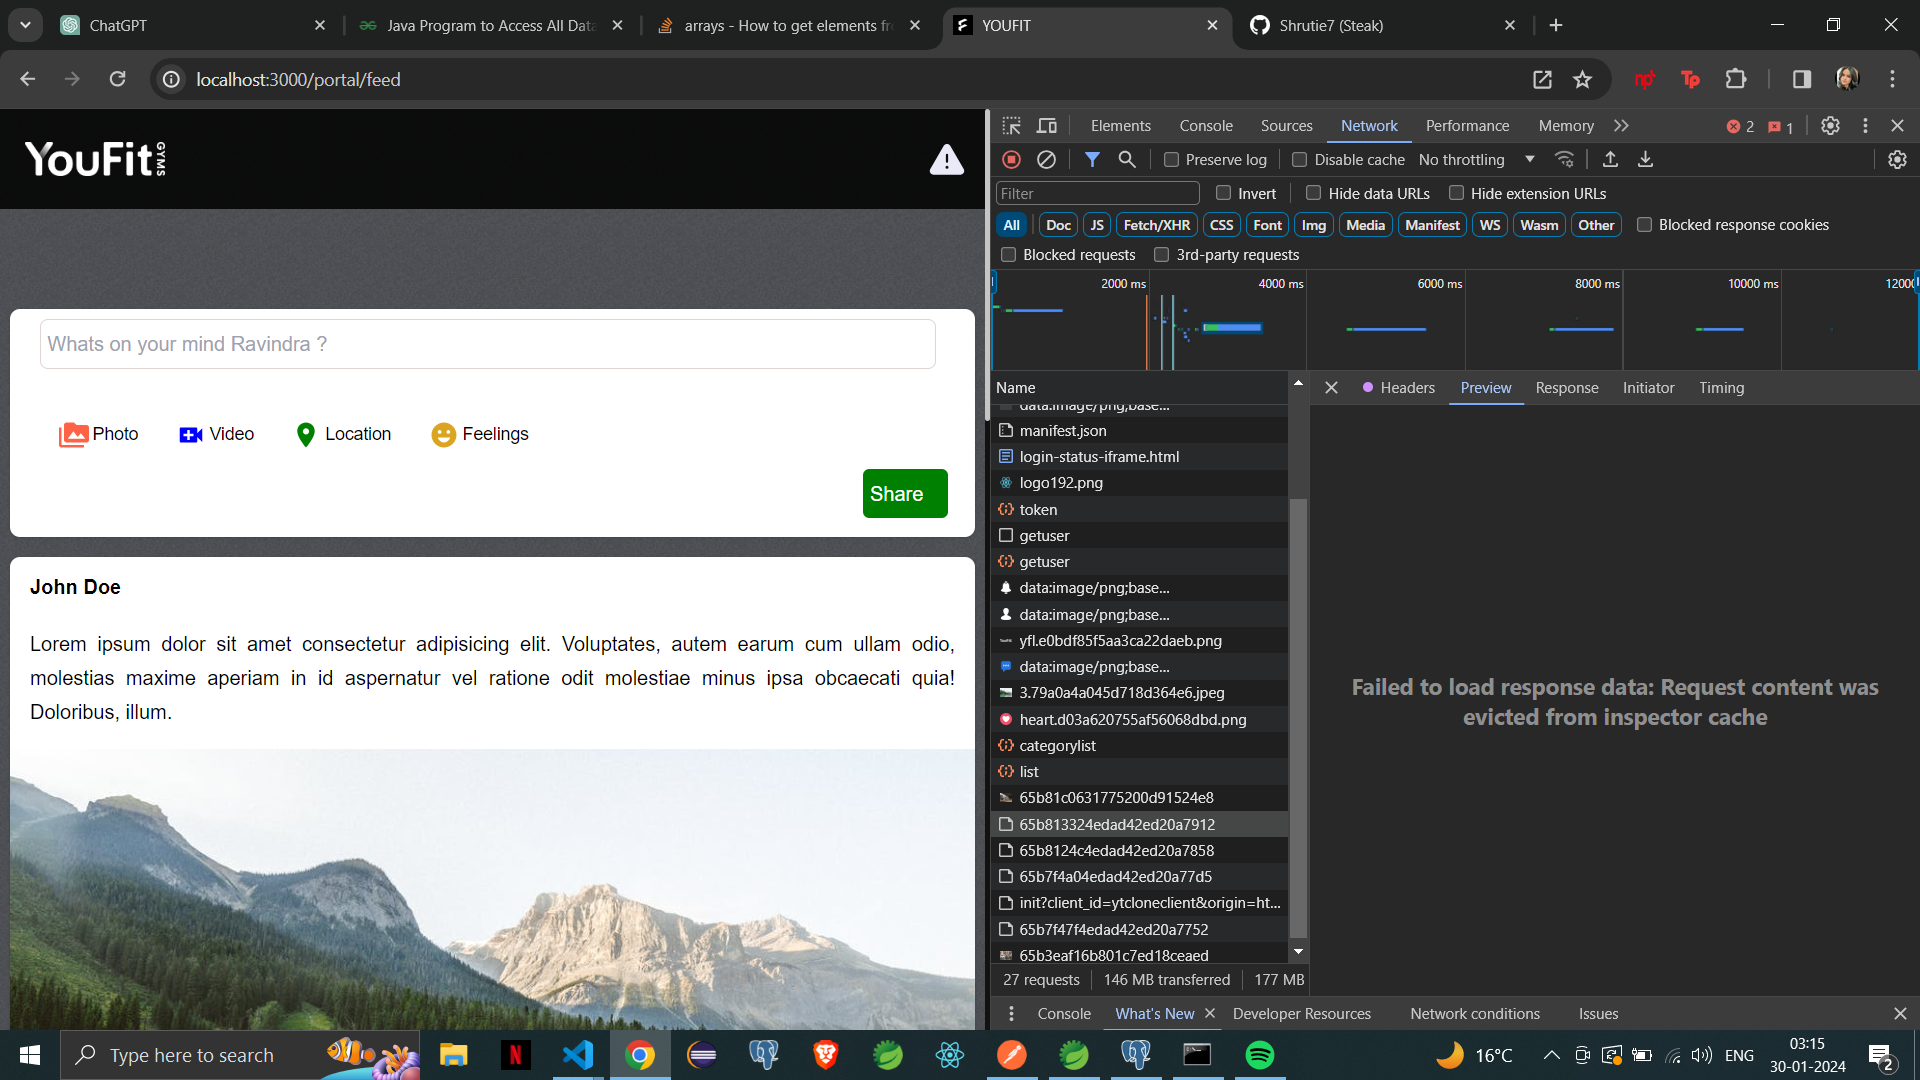 ChatGPT
Java Program to Access All Data
arrays - How to get elements fr
YOUFIT
Shrutie7 (Steak)
localhost:3000/portal/feed
YouFit GYMS
Whats on your mind Ravindra ?
Photo
Video
Location
Feelings
Share
John Doe
Lorem ipsum dolor sit amet consectetur adipisicing elit. Voluptates, autem earum cum ullam odio,
molestias maxime aperiam in id aspernatur vel ratione odit molestiae minus ipsa obcaecati quia!
Doloribus, illum.
Elements Console Sources Network Performance Memory 2 1
Preserve log Disable cache No throttling
Filter Invert Hide data URLs Hide extension URLs
All Doc JS Fetch/XHR CSS Font Img Media Manifest WS Wasm Other Blocked response cookies
Blocked requests 3rd-party requests
2000 ms 4000 ms 6000 ms 8000 ms 10000 ms 12000
Name
data:image/png;base...
manifest.json
login-status-iframe.html
logo192.png
token
getuser
getuser
data:image/png;base...
data:image/png;base...
yfl.e0bdf85f5aa3ca22daeb.png
data:image/png;base...
3.79a0a4a045d718d364e6.jpeg
heart.d03a620755af56068dbd.png
categorylist
list
65b81c0631775200d91524e8
65b813324edad42ed20a7912
65b8124c4edad42ed20a7858
65b7f4a04edad42ed20a77d5
init?client_id=ytcloneclient&origin=ht...
65b7f47f4edad42ed20a7752
65b3eaf16b801c7ed18ceaed
27 requests 146 MB transferred 177 MB
Headers Preview Response Initiator Timing
Failed to load response data: Request content was
evicted from inspector cache
Console What's New Developer Resources Network conditions Issues
Type here to search
16°C
ENG
03:15
30-01-2024
2